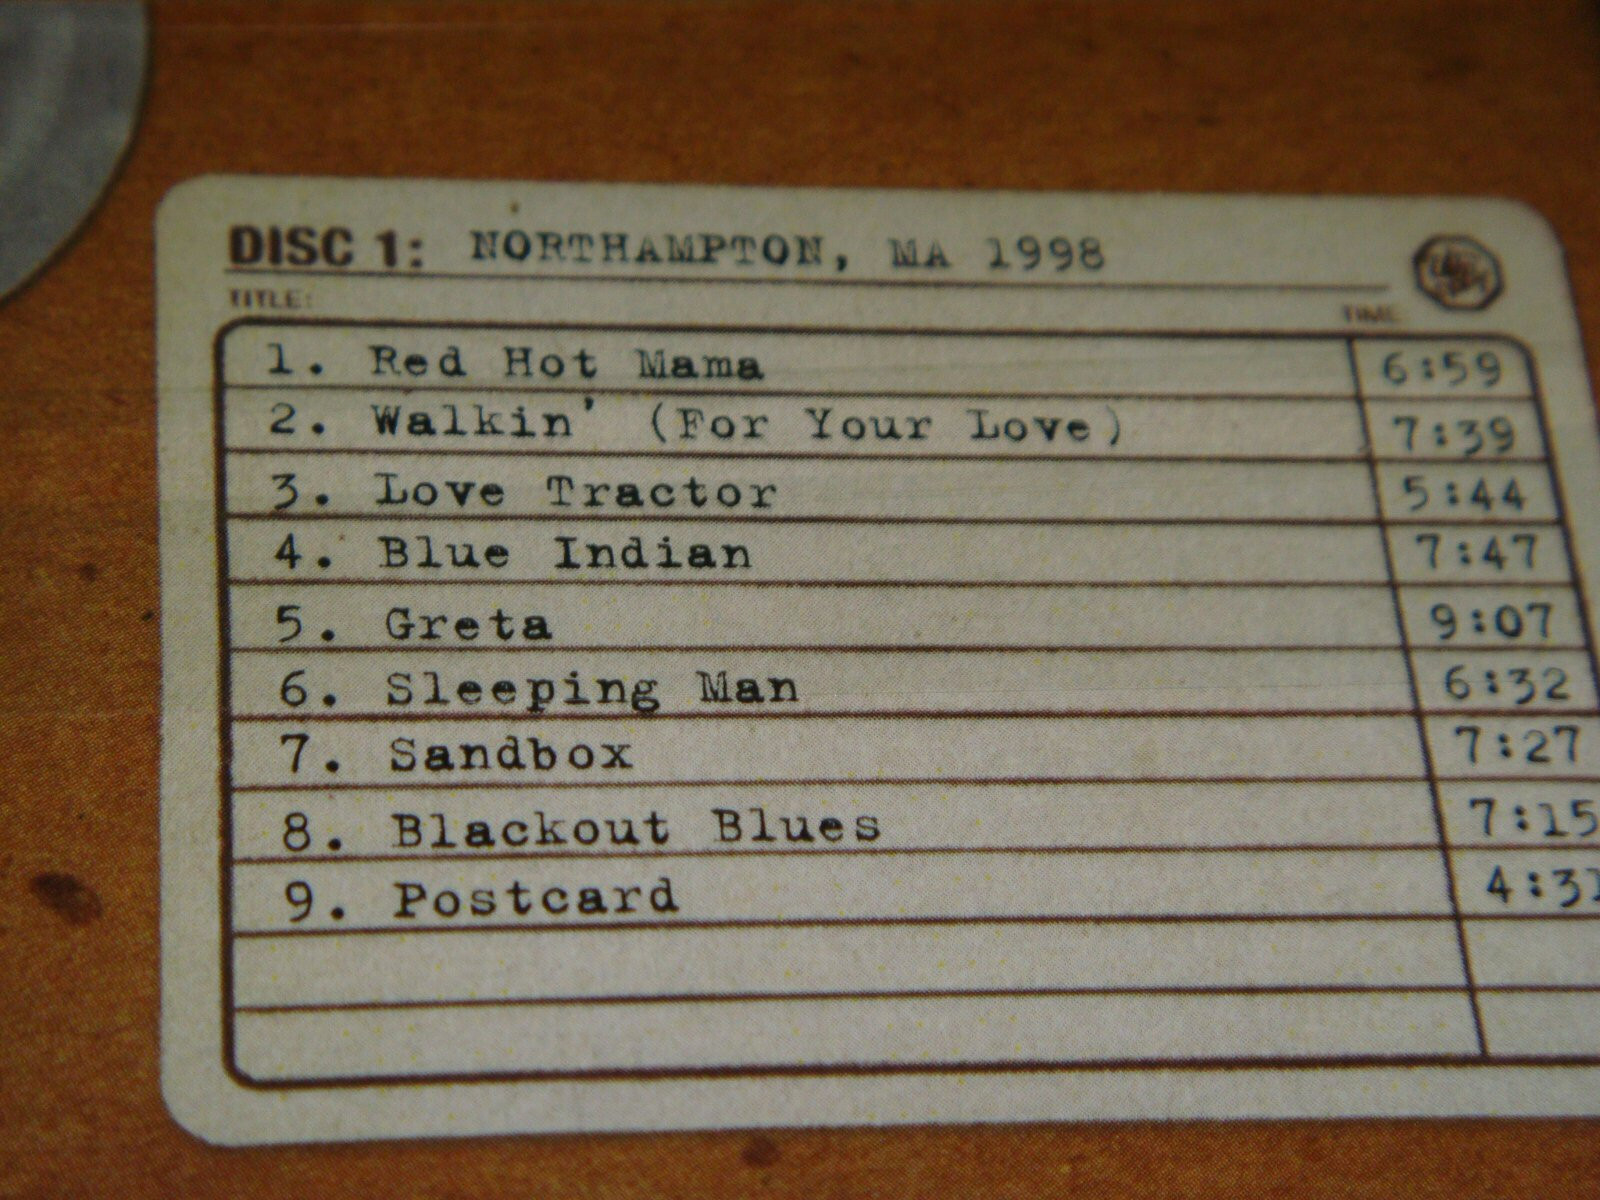 DISC 1: NORTHAMPTON, MA 1998
TITLE: TIME
1. Red Hot Mama 6:59
2. Walkin' (For Your Love) 7:39
3. Love Tractor 5:44
4. Blue Indian 7:47
5. Greta 9:07
6. Sleeping Man 6:32
7. Sandbox 7:27
8. Blackout Blues 7:15
9. Postcard 4:31